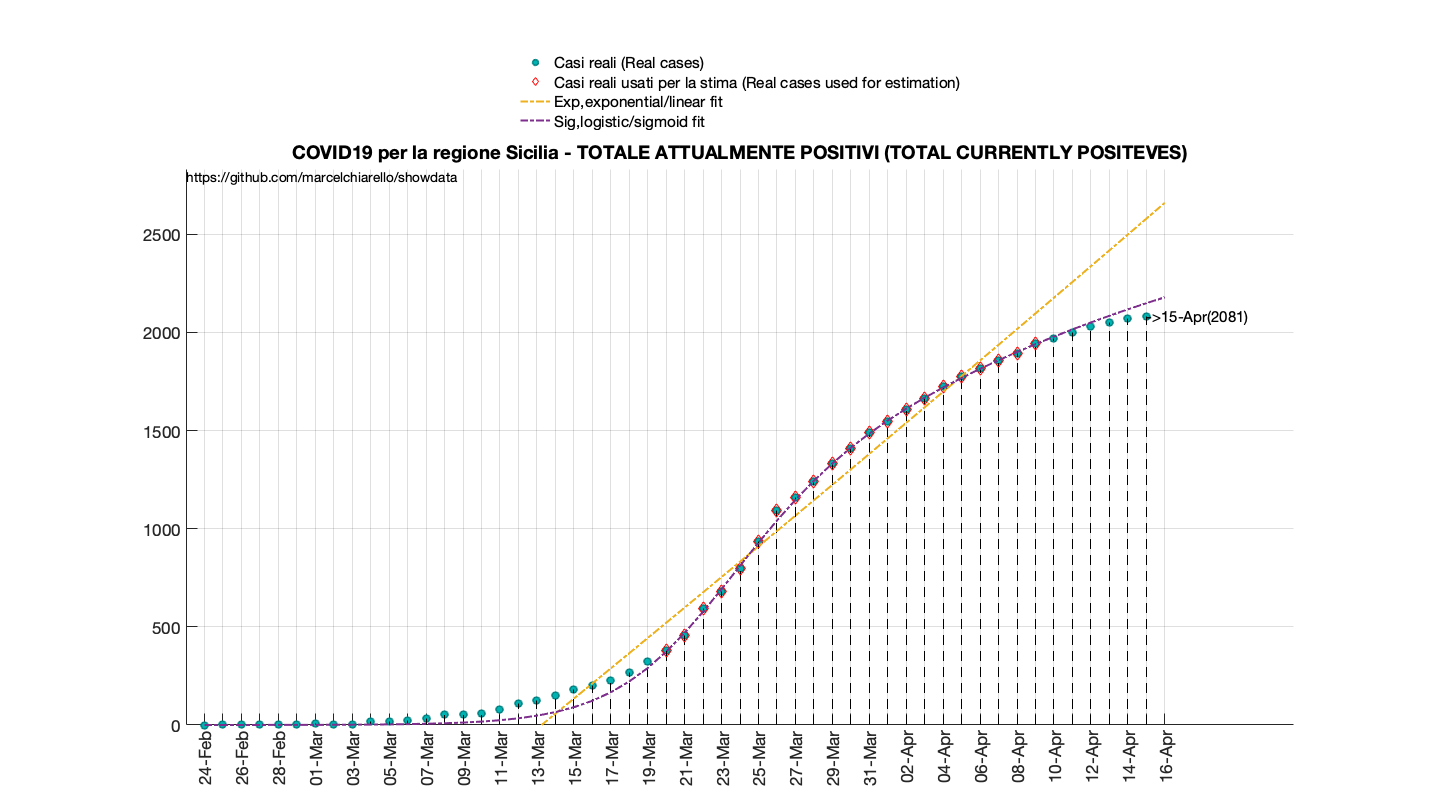 Casi reali (Real cases)
Casi reali usati per la stima (Real cases used for estimation)
Exp,exponential/linear fit
Sig,logistic/sigmoid fit
COVID19 per la regione Sicilia - TOTALE ATTUALMENTE POSITIVI (TOTAL CURRENTLY POSITEVES)
https://github.com/marcelchiarello/showdata
2500
2000
1500
1000
500
0
>15-Apr(2081)
24-Feb
26-Feb
28-Feb
01-Mar
03-Mar
05-Mar
07-Mar
09-Mar
11-Mar
13-Mar
15-Mar
17-Mar
19-Mar
21-Mar
23-Mar
25-Mar
27-Mar
29-Mar
31-Mar
02-Apr
04-Apr
06-Apr
08-Apr
10-Apr
12-Apr
14-Apr
16-Apr